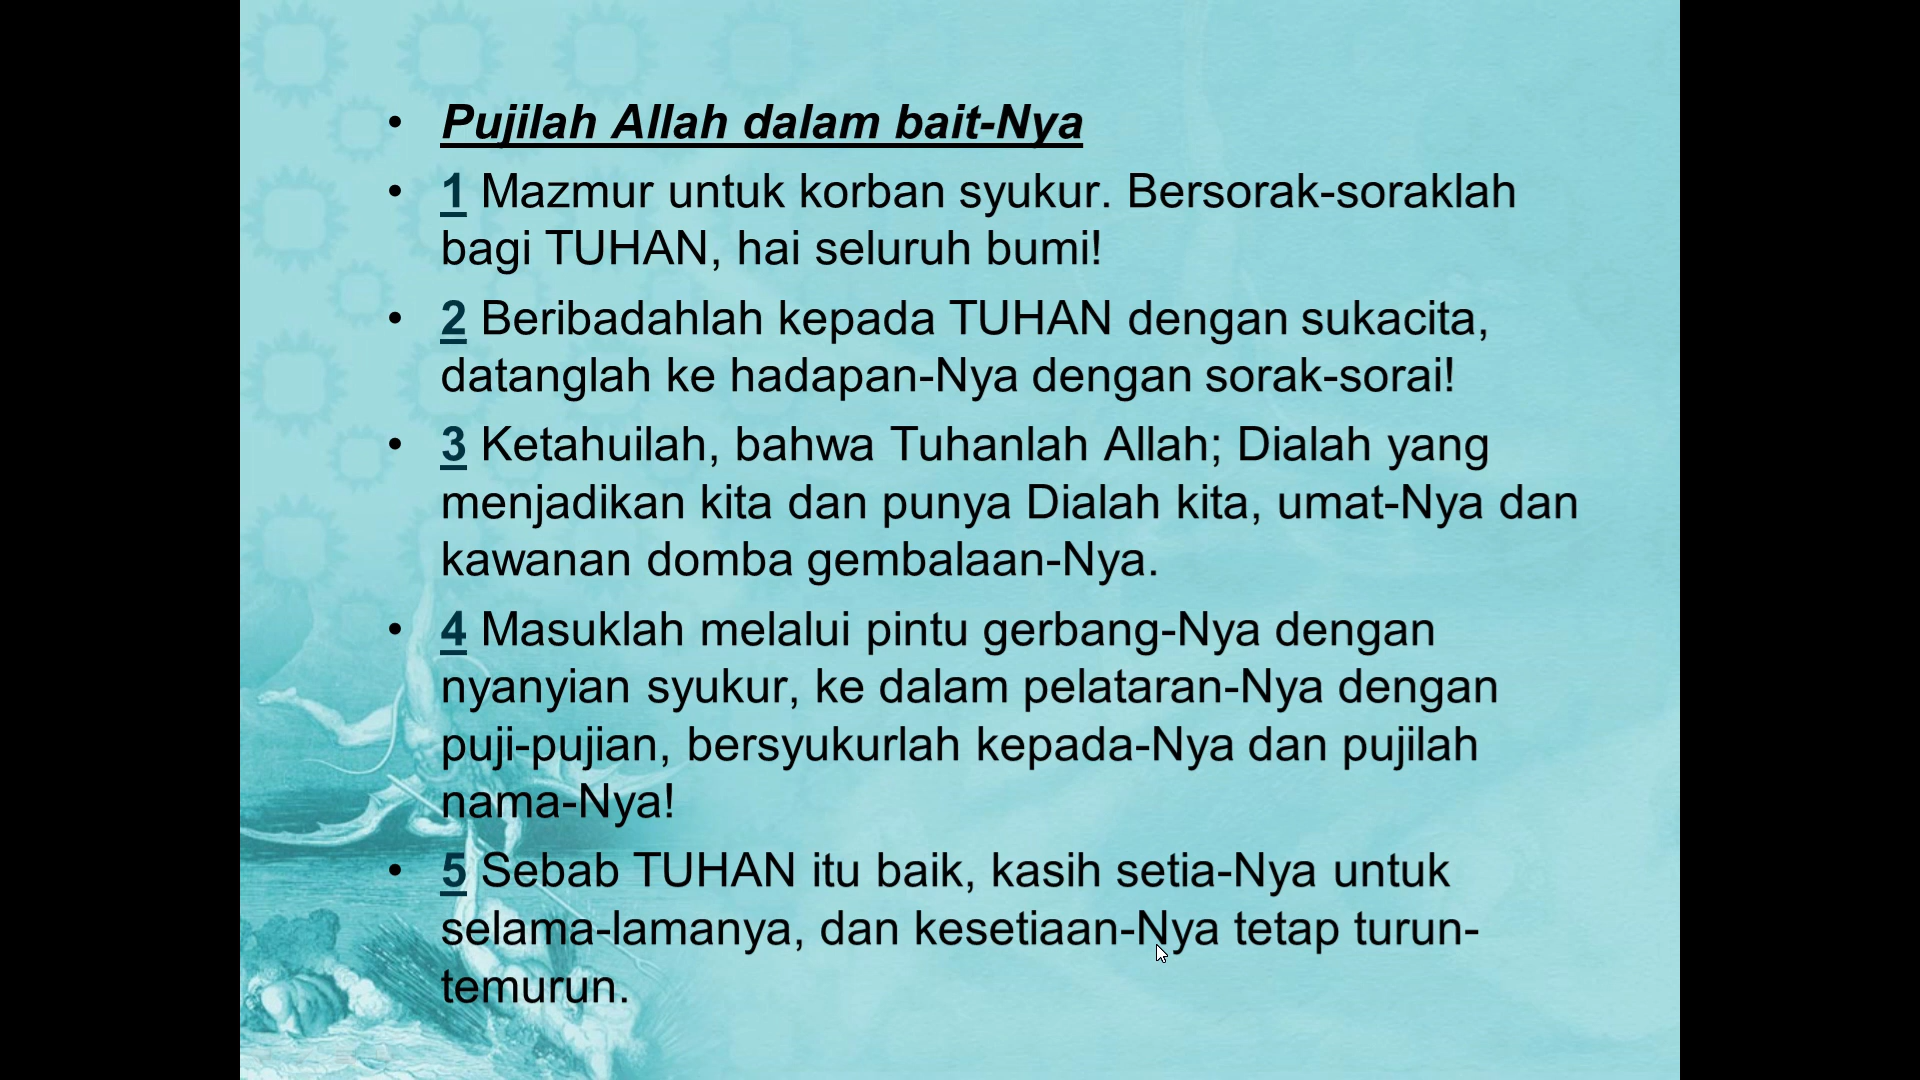 • Pujilah Allah dalam bait-Nya
• 1 Mazmur untuk korban syukur. Bersorak-soraklah
bagi TUHAN, hai seluruh bumi!
• 2 Beribadahlah kepada TUHAN dengan sukacita,
datanglah ke hadapan-Nya dengan sorak-sorai!
• 3 Ketahuilah, bahwa Tuhanlah Allah; Dialah yang
menjadikan kita dan punya Dialah kita, umat-Nya dan
kawanan domba gembalaan-Nya.
• 4 Masuklah melalui pintu gerbang-Nya dengan
nyanyian syukur, ke dalam pelataran-Nya dengan
puji-pujian, bersyukurlah kepada-Nya dan pujilah
nama-Nya!
• 5 Sebab TUHAN itu baik, kasih setia-Nya untuk
selama-lamanya, dan kesetiaan-Nya tetap turun-
temurun.